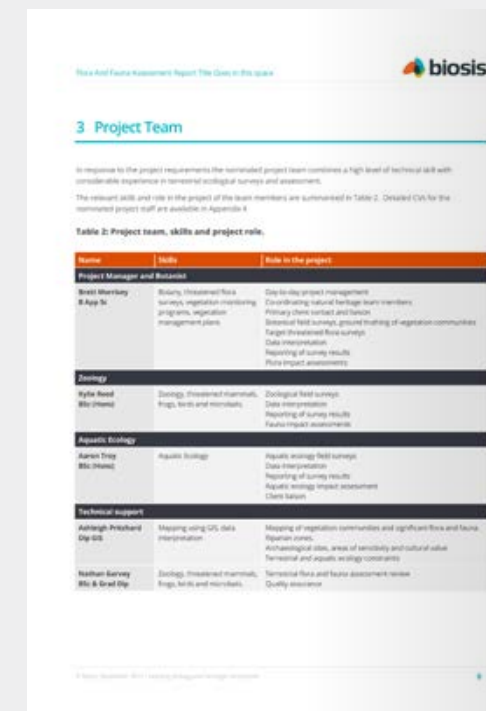 Flora And Fauna Assessment Report Title Goes in this space
biosis
3 Project Team
In response to the project requirements the nominated project team combines a high level of technical skill with
considerable experience in terrestrial ecological surveys and assessment.
The relevant skills and role in the project of the team members are summarised in Table 2. Detailed CVs for the
nominated project staff are available in Appendix 4.
Table 2: Project team, skills and project role.
Name Skills Role in the project
Project Manager and Botanist
Brett Morrisey Botany, threatened flora Day-to-day project management
B App Sc surveys, vegetation monitoring Co-ordinating natural heritage team members
programs, vegetation Primary client contact and liaison
management plans Botanical field surveys, ground truthing of vegetation communities
Target threatened flora surveys
Data interpretation
Reporting of survey results
Flora impact assessments
Zoology
Kylie Reed Zoology, threatened mammals, Zoological field surveys
BSc (Hons) frogs, birds and microbats. Data interpretation
Reporting of survey results
Fauna impact assessments
Aquatic Ecology
Aaron Troy Aquatic Ecology Aquatic ecology field surveys
BSc (Hons) Data interpretation
Reporting of survey results
Aquatic ecology impact assessment
Client liaison
Technical support
Ashleigh Pritchard Mapping using GIS, data Mapping of vegetation communities and significant flora and fauna.
Dip GIS interpretation Riparian zones.
Archaeological sites, areas of sensitivity and cultural value
Terrestrial and aquatic ecology constraints
Nathan Garvey Zoology, threatened mammals, Terrestrial flora and fauna assessment review
BSc & Grad Dip frogs, birds and microbats. Quality assurance